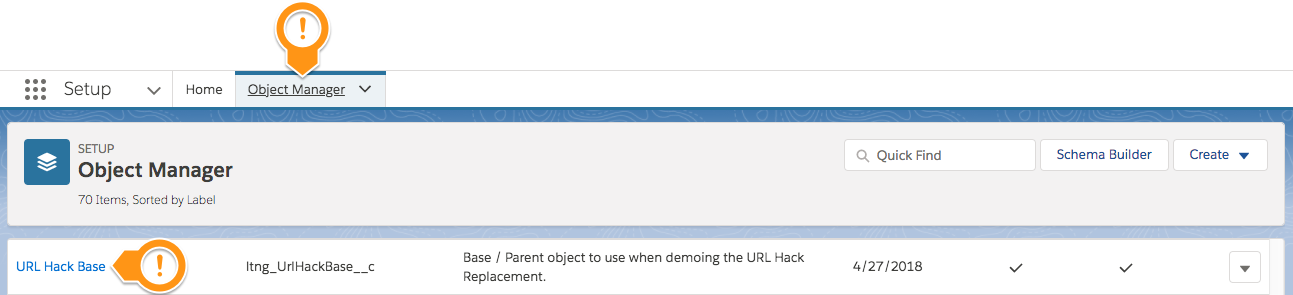 Setup
Home
Object Manager
SETUP
Object Manager
70 Items, Sorted by Label
Quick Find
Schema Builder
Create
URL Hack Base
ltng_UrlHackBase__c
Base / Parent object to use when demoing the URL Hack
Replacement.
4/27/2018